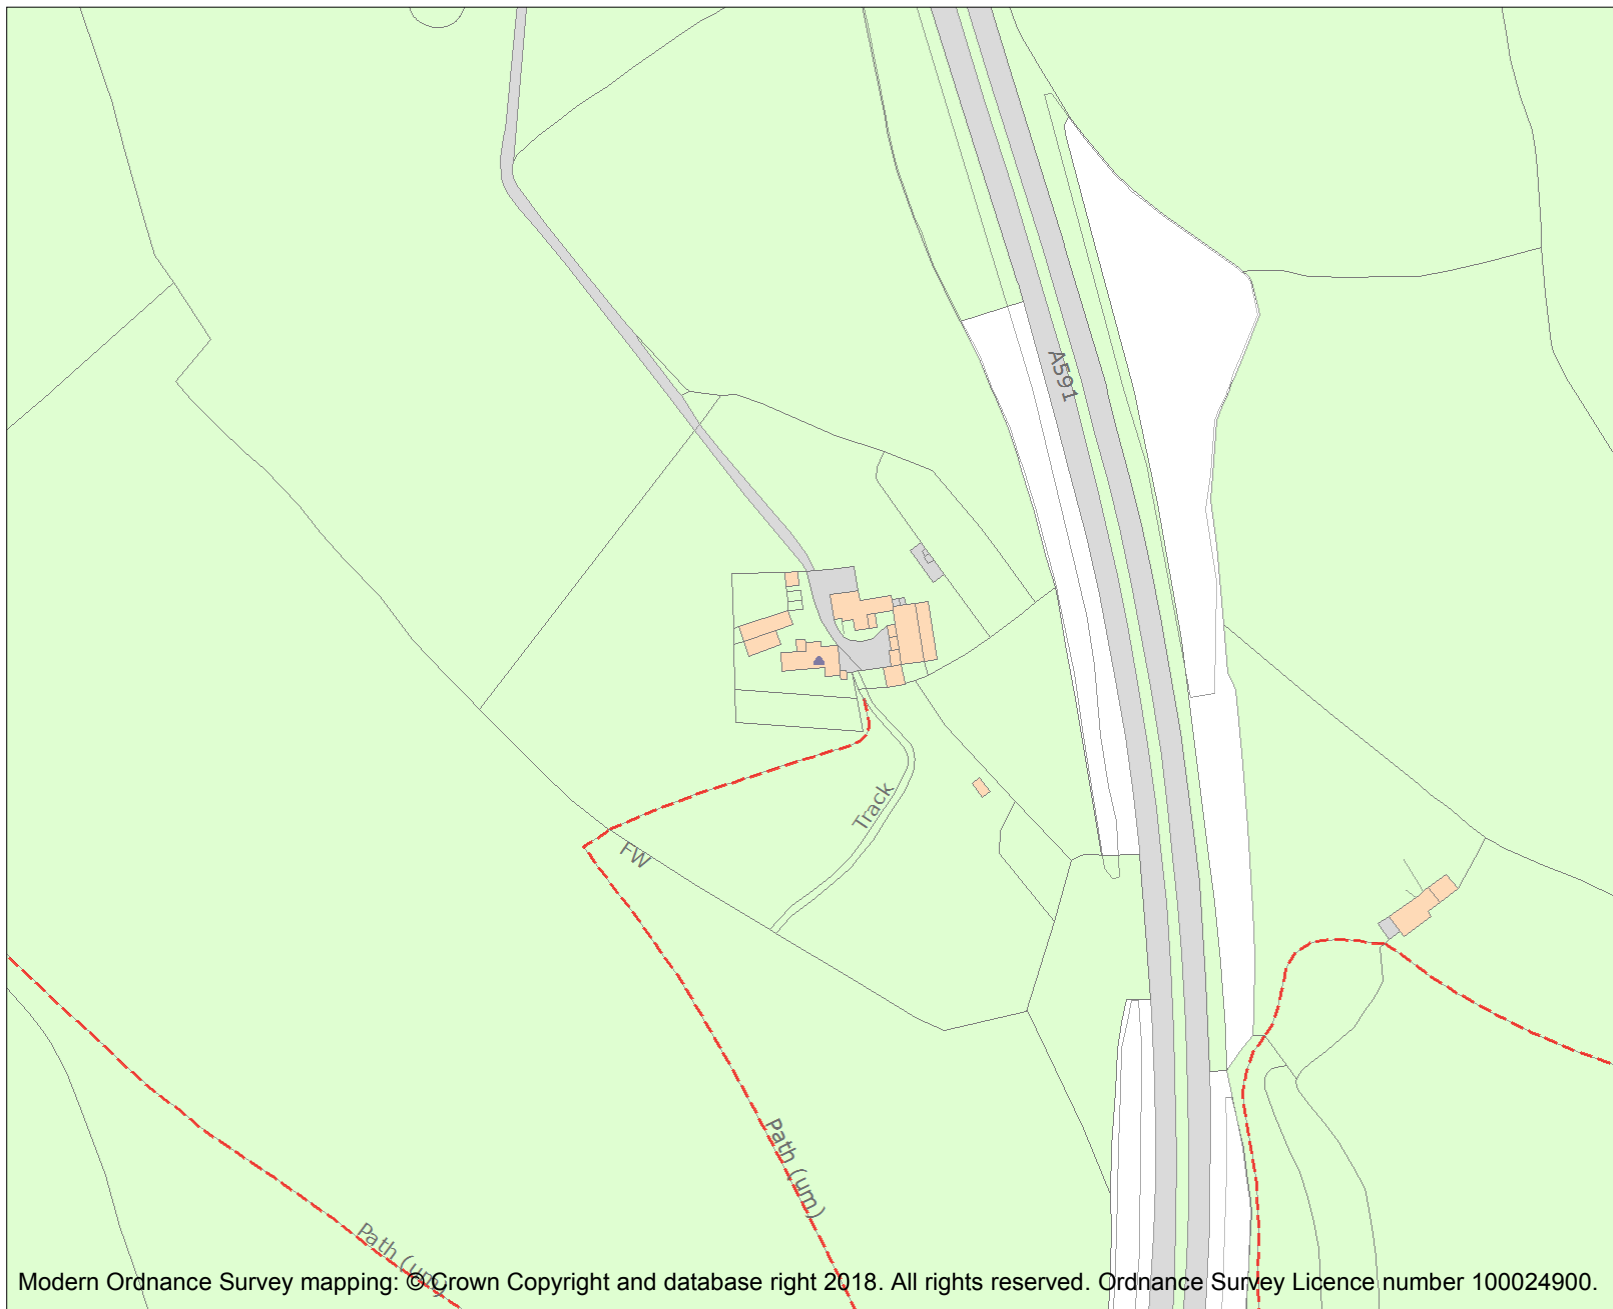 A591
Track
FW
Path (um)
Path (um)
Modern Ordnance Survey mapping: © Crown Copyright and database right 2018. All rights reserved. Ordnance Survey Licence number 100024900.